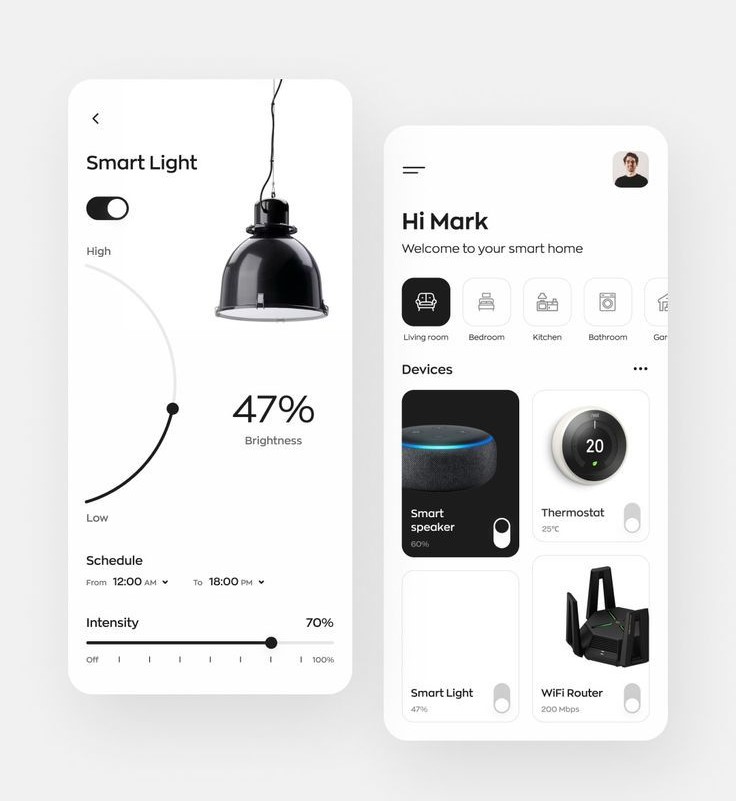 Smart Light
High
47%
Brightness
Low
Schedule
From 12:00 AM To 18:00 PM
Intensity 70%
Off 100%
Hi Mark
Welcome to your smart home
Living room Bedroom Kitchen Bathroom Gar
Devices
20
Smart
speaker
60%
Thermostat
25°C
Smart Light
47%
WiFi Router
200 Mbps